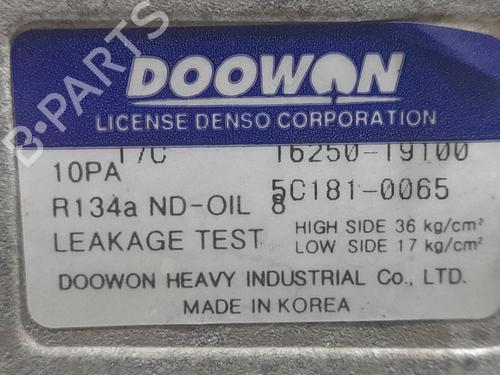 DOOWON
LICENSE DENSO CORPORATION
T/C 16250-19100
10PA
5C181-0065
R134a ND-OIL 8
HIGH SIDE 36 kg/cm²
LEAKAGE TEST LOW SIDE 17 kg/cm²
DOOWON HEAVY INDUSTRIAL Co., LTD.
MADE IN KOREA
B-PARTS